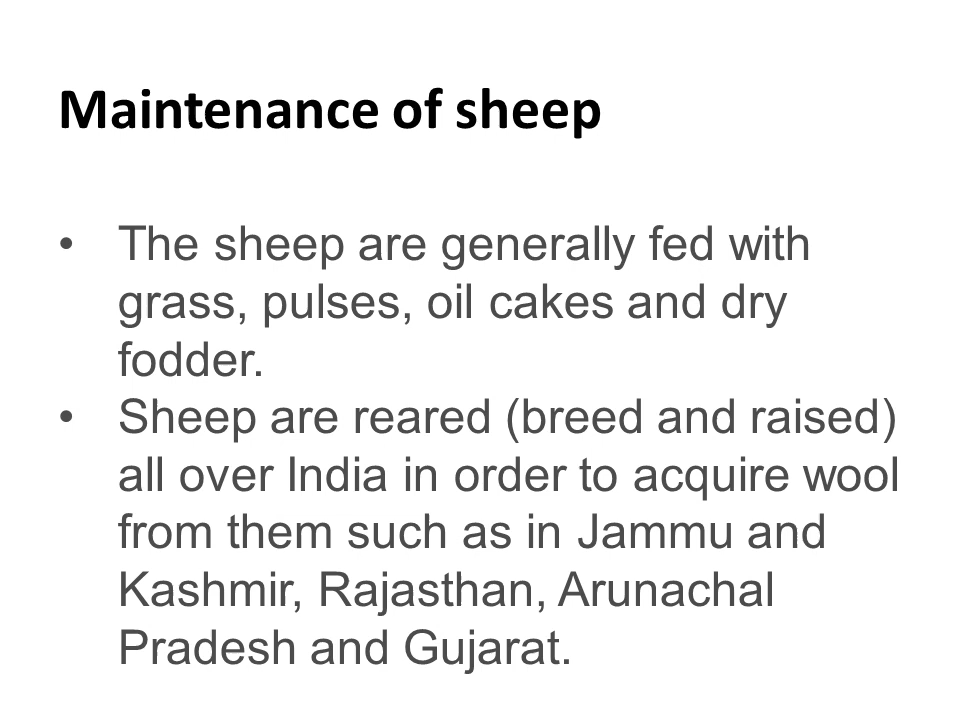 Maintenance of sheep
• The sheep are generally fed with
grass, pulses, oil cakes and dry
fodder.
• Sheep are reared (breed and raised)
all over India in order to acquire wool
from them such as in Jammu and
Kashmir, Rajasthan, Arunachal
Pradesh and Gujarat.